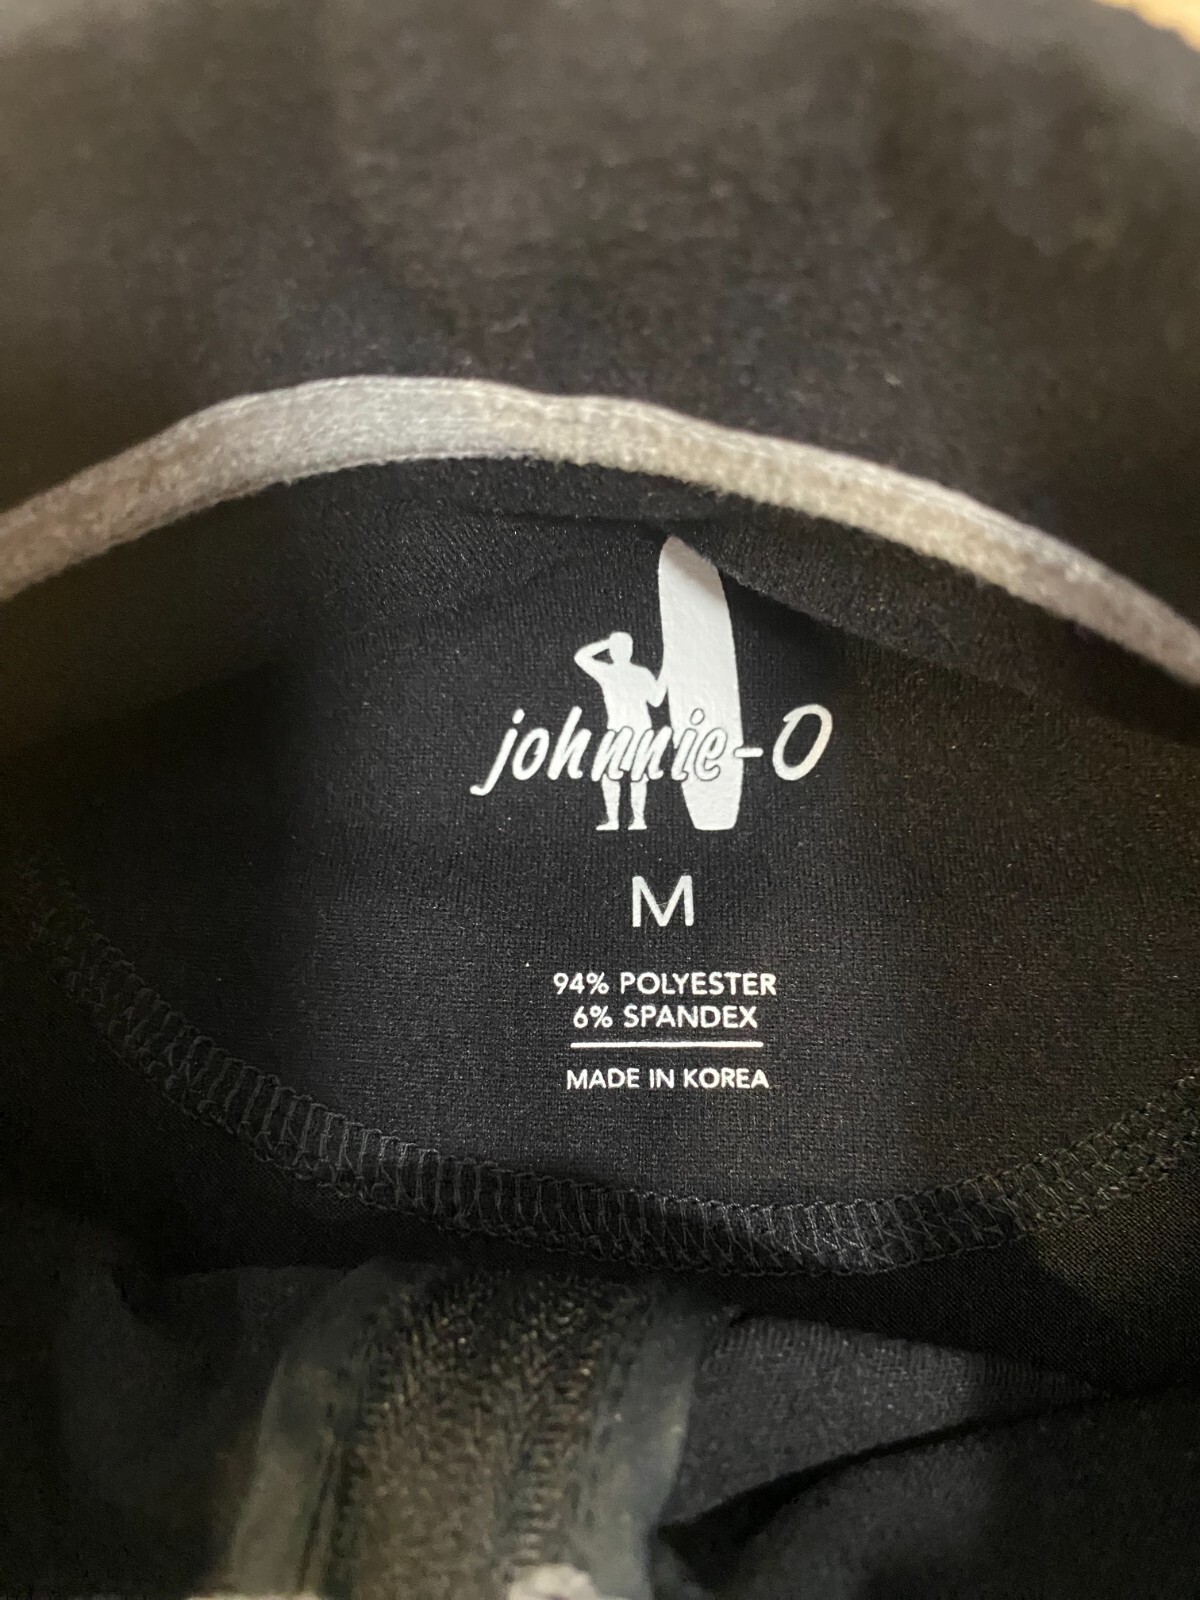 johnnie-O
M
94% POLYESTER
6% SPANDEX
MADE IN KOREA